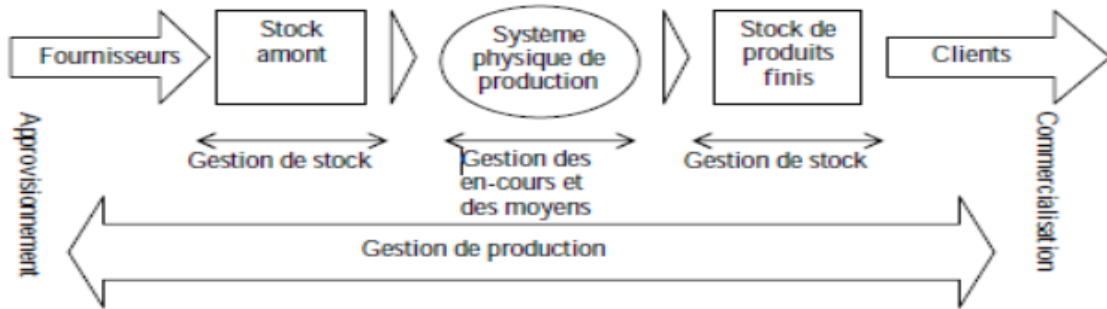 Fournisseurs
Stock
amont
Système
physique de
production
Stock de
produits
finis
Clients
Approvisionnement
Gestion de stock
Gestion des
en-cours et
des moyens
Gestion de stock
Commercialisation
Gestion de production